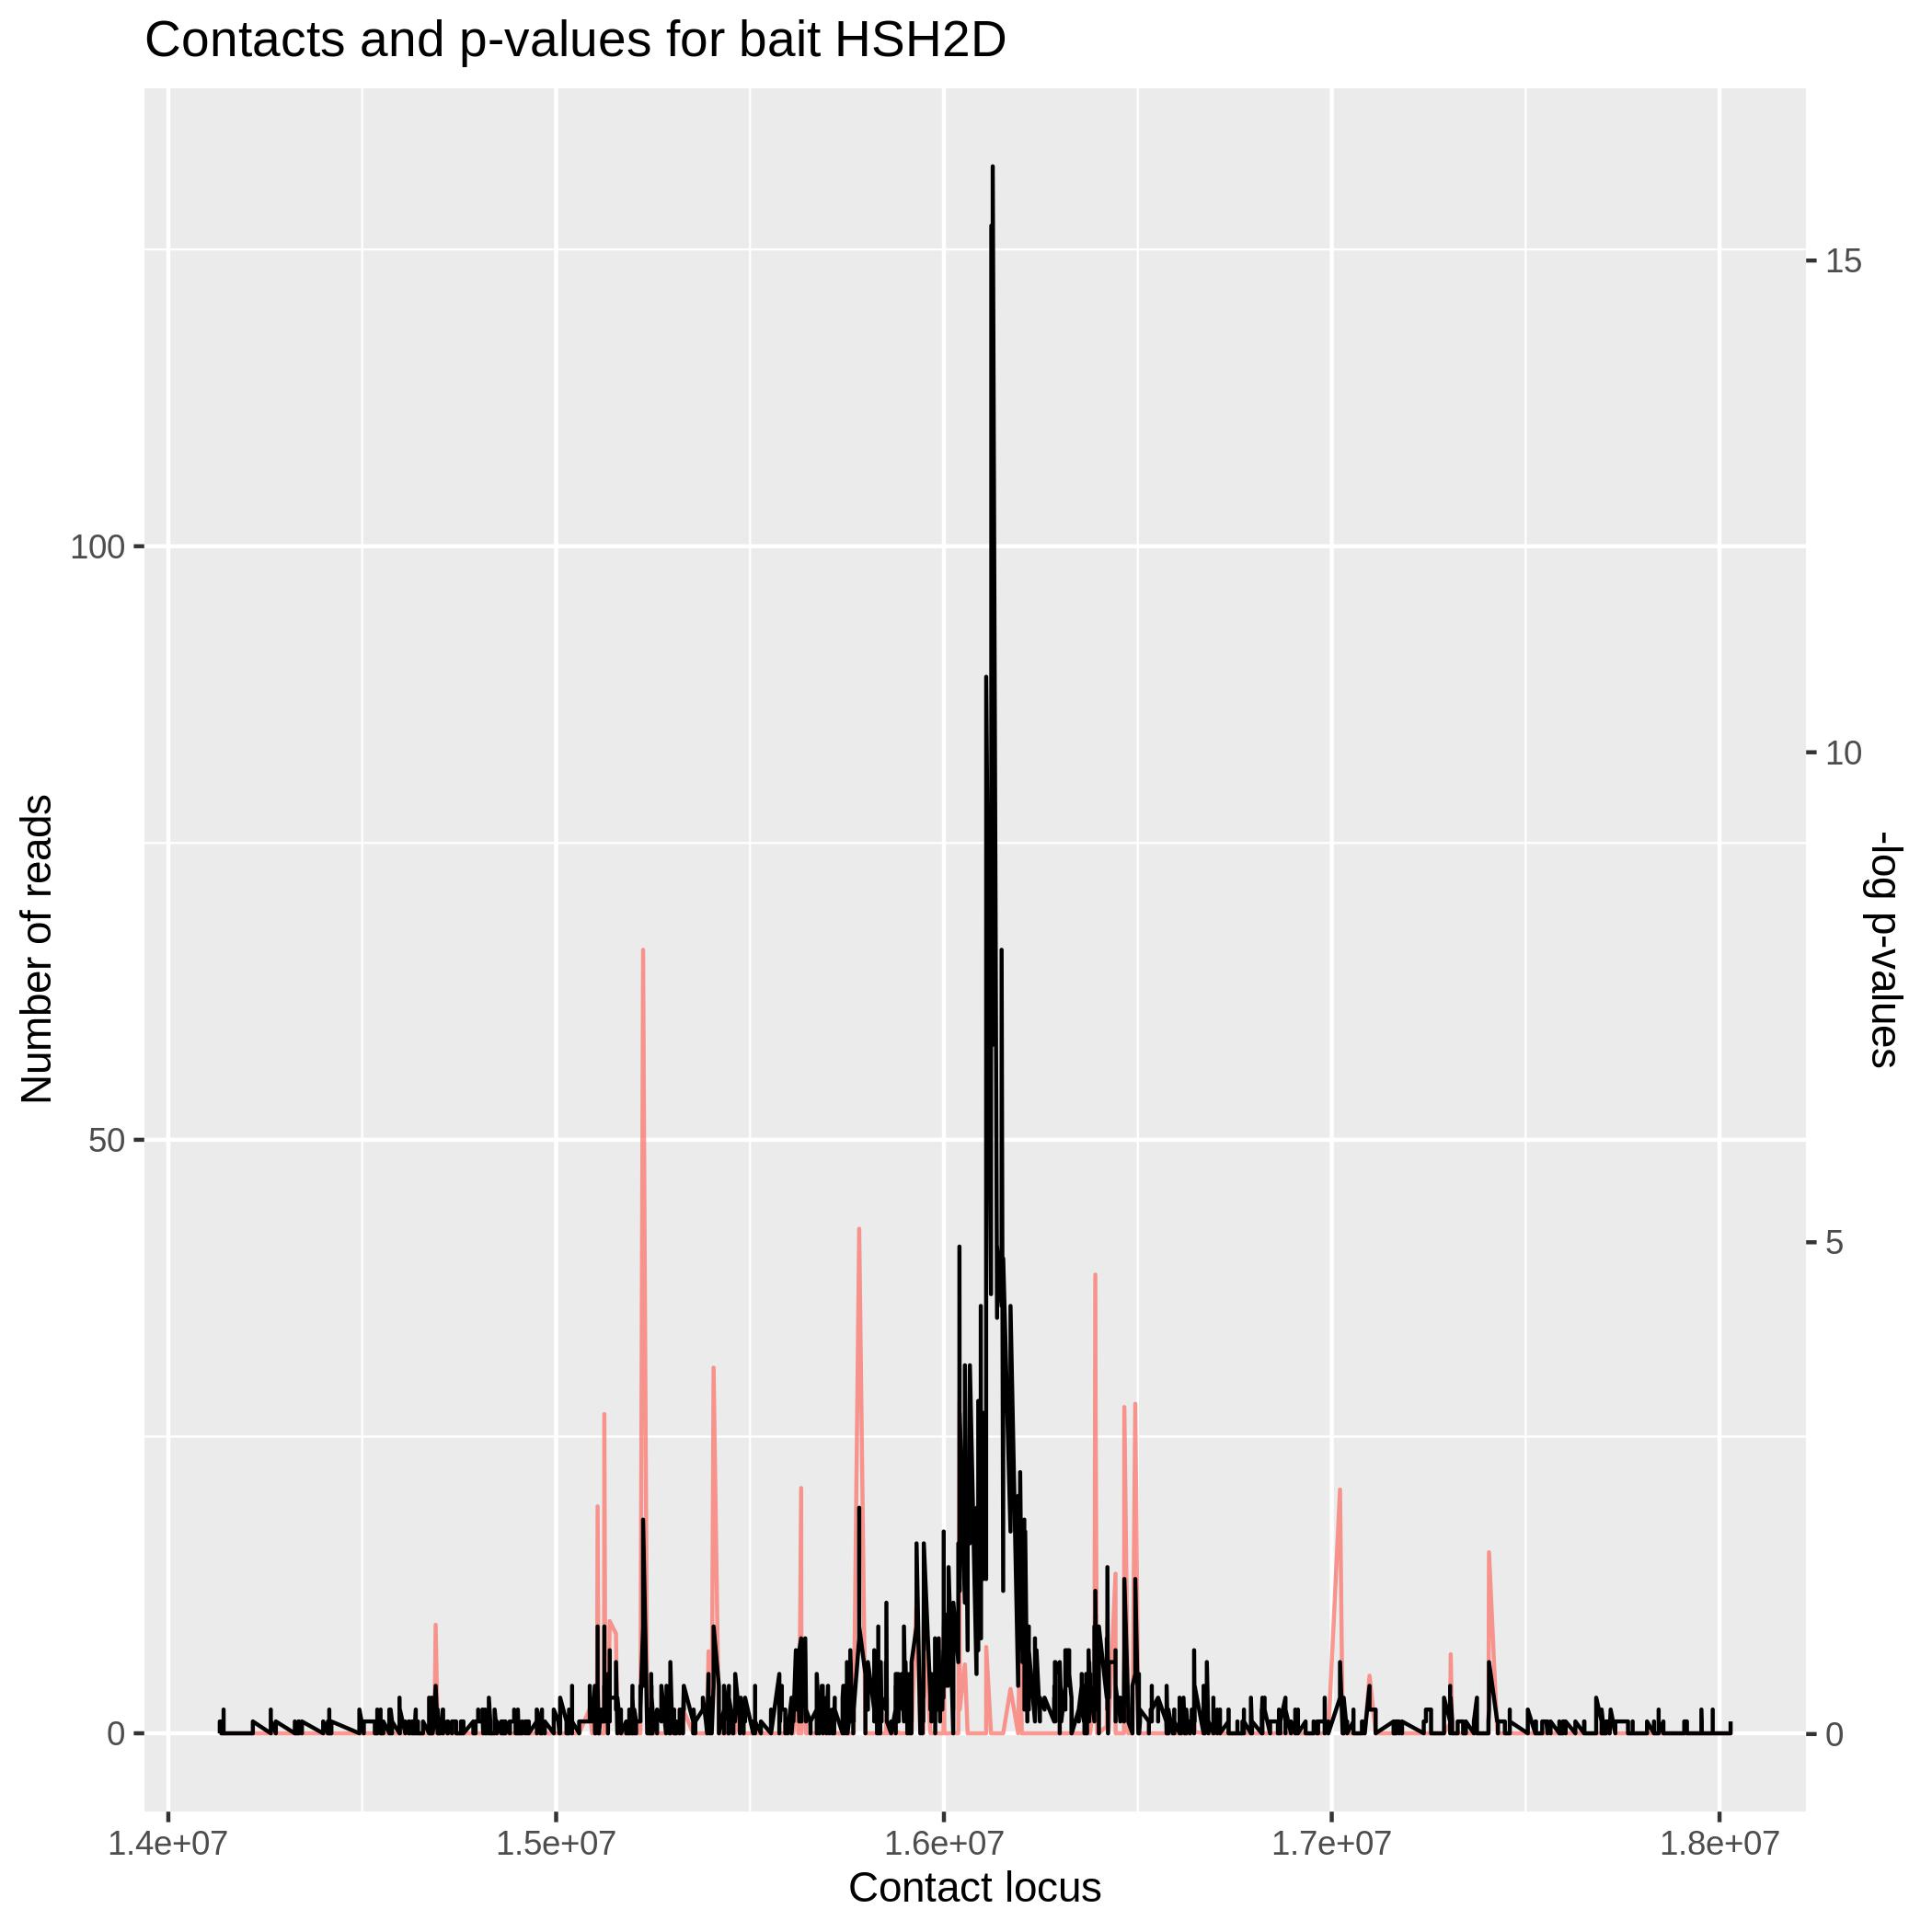 Contacts and p-values for bait HSH2D
Number of reads
100
50
0
15
10
5
0
-log p-values
1.4e+07
1.5e+07
1.6e+07
1.7e+07
1.8e+07
Contact locus